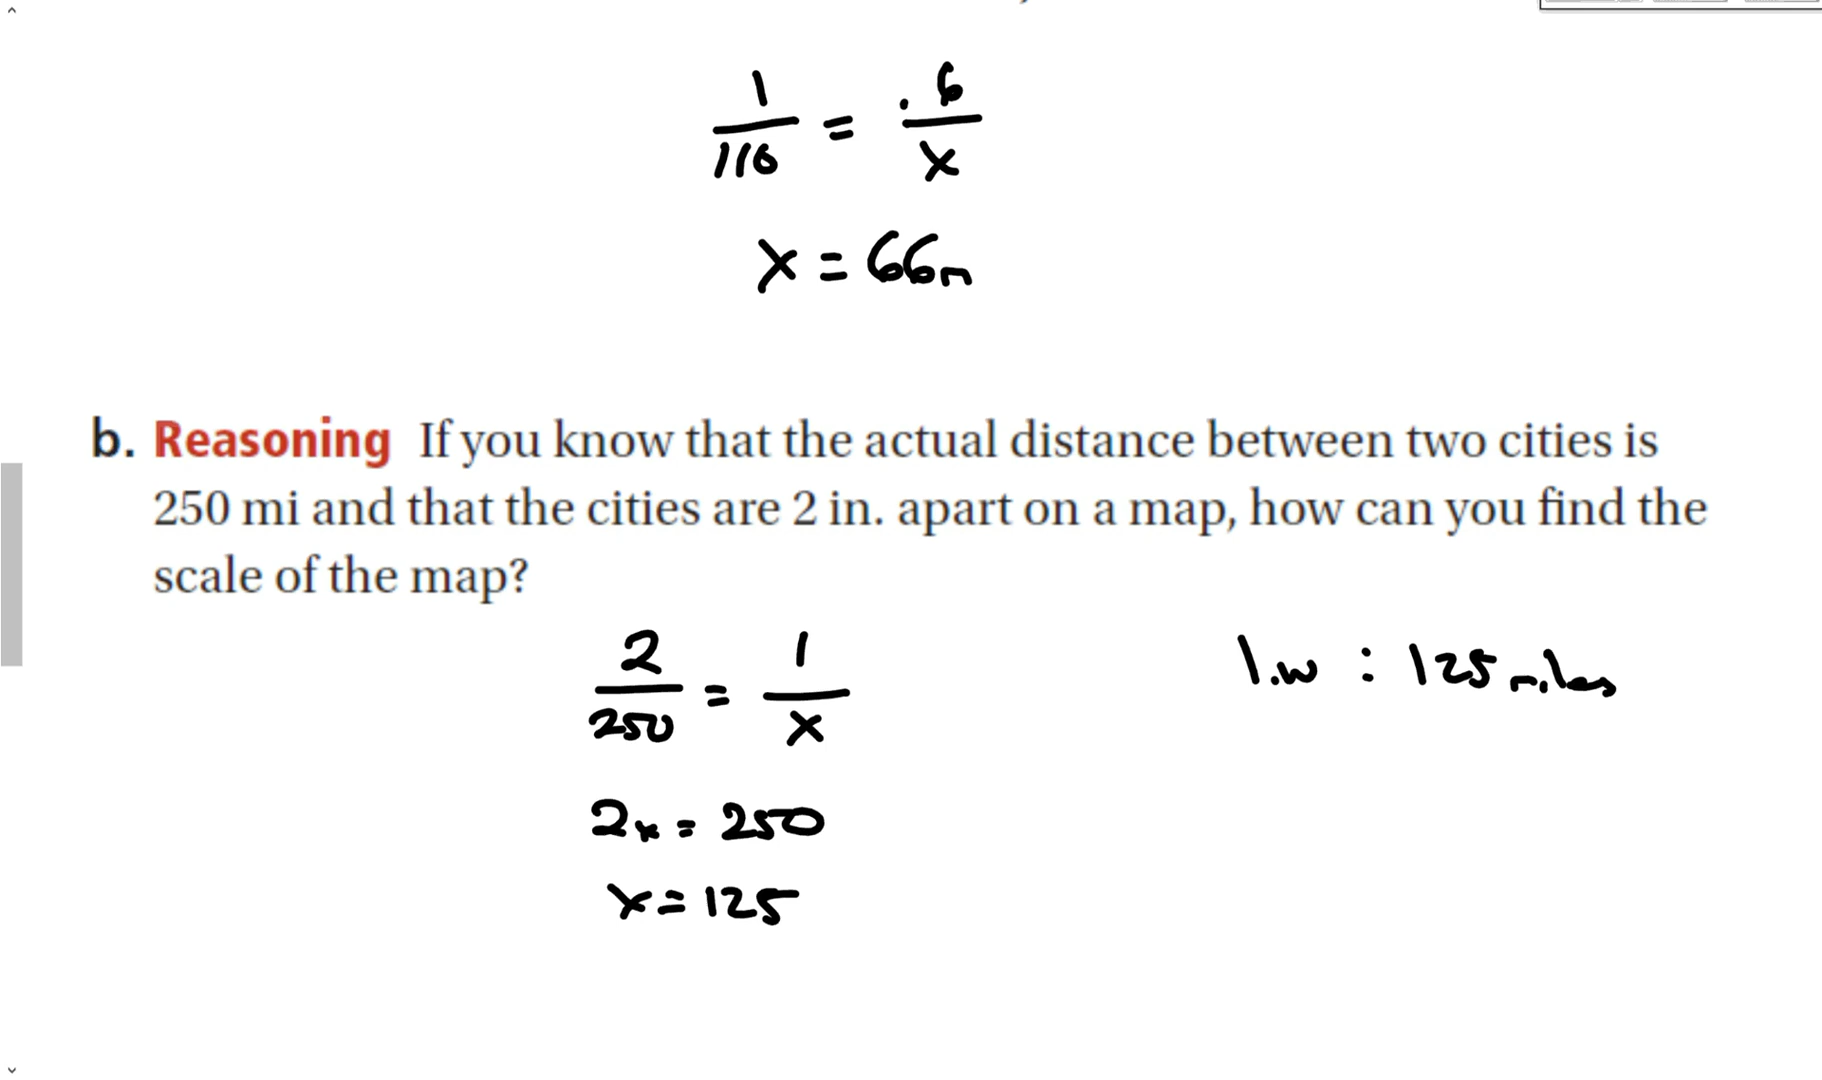 1/110 = .6/x
x = 66m
b. Reasoning If you know that the actual distance between two cities is
250 mi and that the cities are 2 in. apart on a map, how can you find the
scale of the map?
2/250 = 1/x
1 in : 125 miles
2x = 250
x = 125